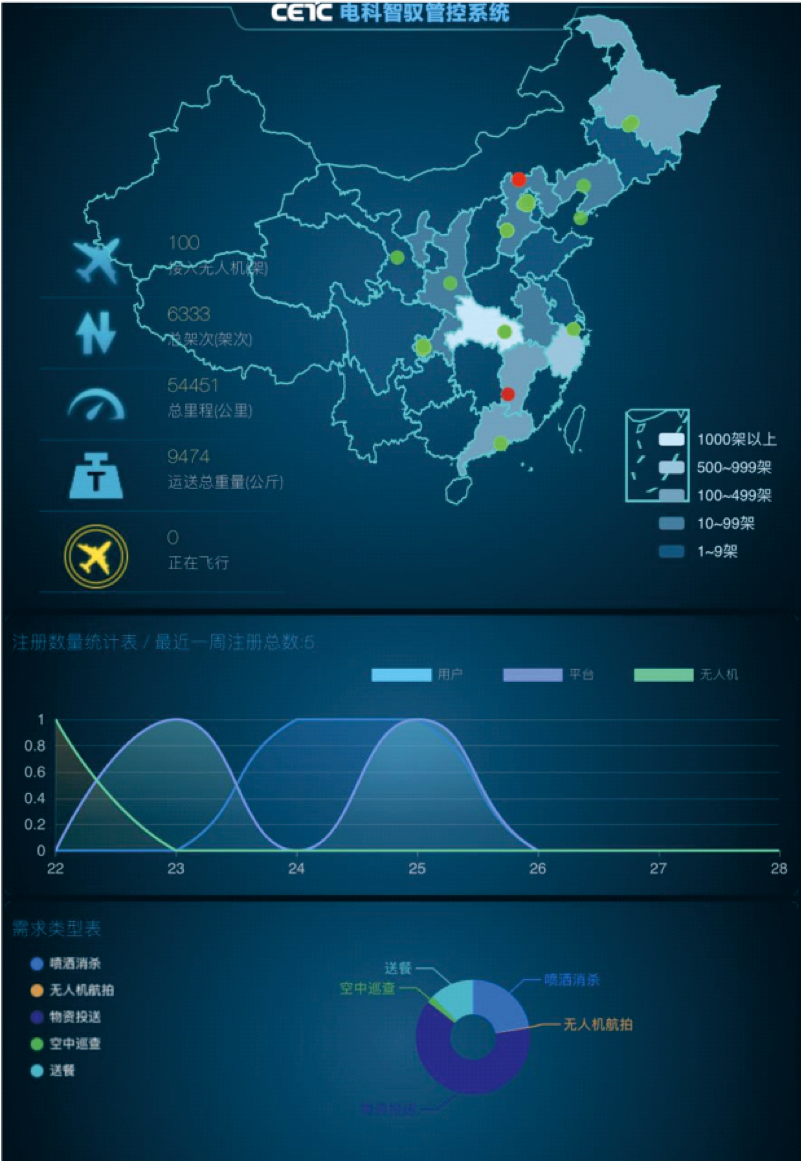 CETC 电科智驭管控系统
100
接入无人机(架)
6333
总架次(架次)
54451
总里程(公里)
9474
T
运送总重量(公斤)
0
正在飞行
1000架以上
500~999架
100~499架
10~99架
1~9架
注册数量统计表 / 最近一周注册总数:5
用户
平台
无人机
1
0.8
0.6
0.4
0.2
0
22 23 24 25 26 27 28
需求类型表
喷洒消杀
无人机航拍
物资投送
空中巡查
送餐
送餐
空中巡查
喷洒消杀
无人机航拍
物资投送